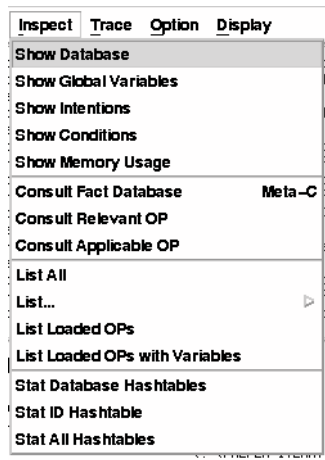 Inspect Trace Option Display
Show Database
Show Global Variables
Show Intentions
Show Conditions
Show Memory Usage
Consult Fact Database Meta-C
Consult Relevant OP
Consult Applicable OP
List All
List...
List Loaded OPs
List Loaded OPs with Variables
Stat Database Hashtables
Stat ID Hashtable
Stat All Hashtables